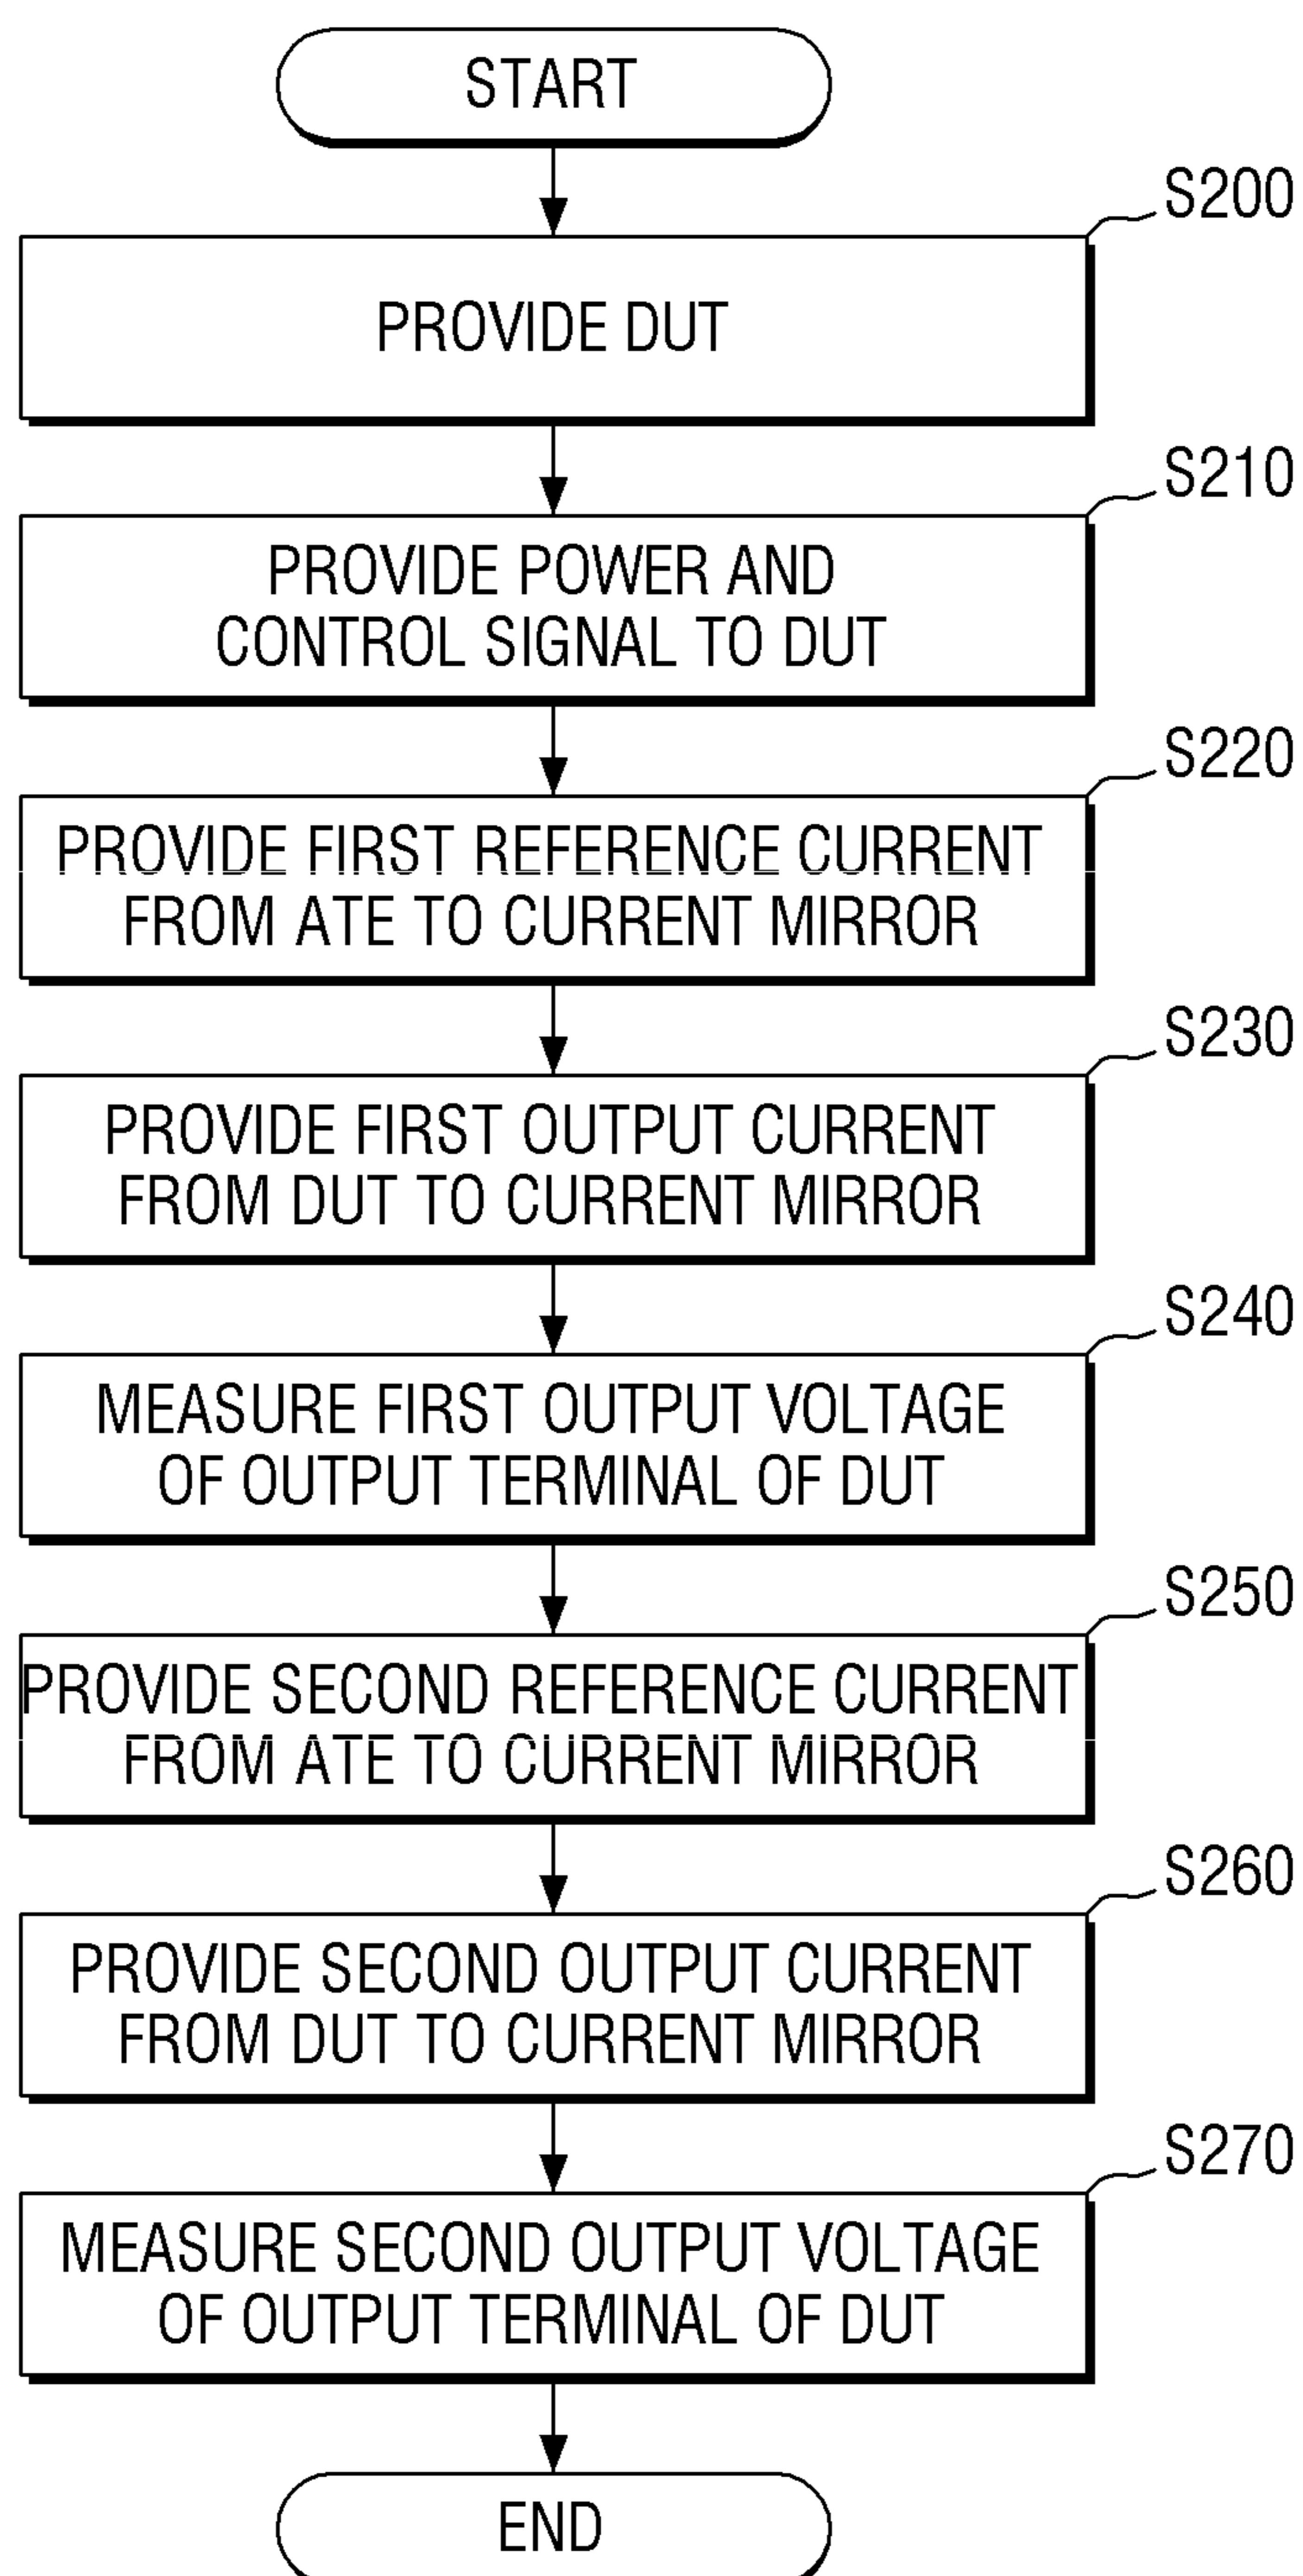 START
S200
PROVIDE DUT
S210
PROVIDE POWER AND
CONTROL SIGNAL TO DUT
S220
PROVIDE FIRST REFERENCE CURRENT
FROM ATE TO CURRENT MIRROR
S230
PROVIDE FIRST OUTPUT CURRENT
FROM DUT TO CURRENT MIRROR
S240
MEASURE FIRST OUTPUT VOLTAGE
OF OUTPUT TERMINAL OF DUT
S250
PROVIDE SECOND REFERENCE CURRENT
FROM ATE TO CURRENT MIRROR
S260
PROVIDE SECOND OUTPUT CURRENT
FROM DUT TO CURRENT MIRROR
S270
MEASURE SECOND OUTPUT VOLTAGE
OF OUTPUT TERMINAL OF DUT
END